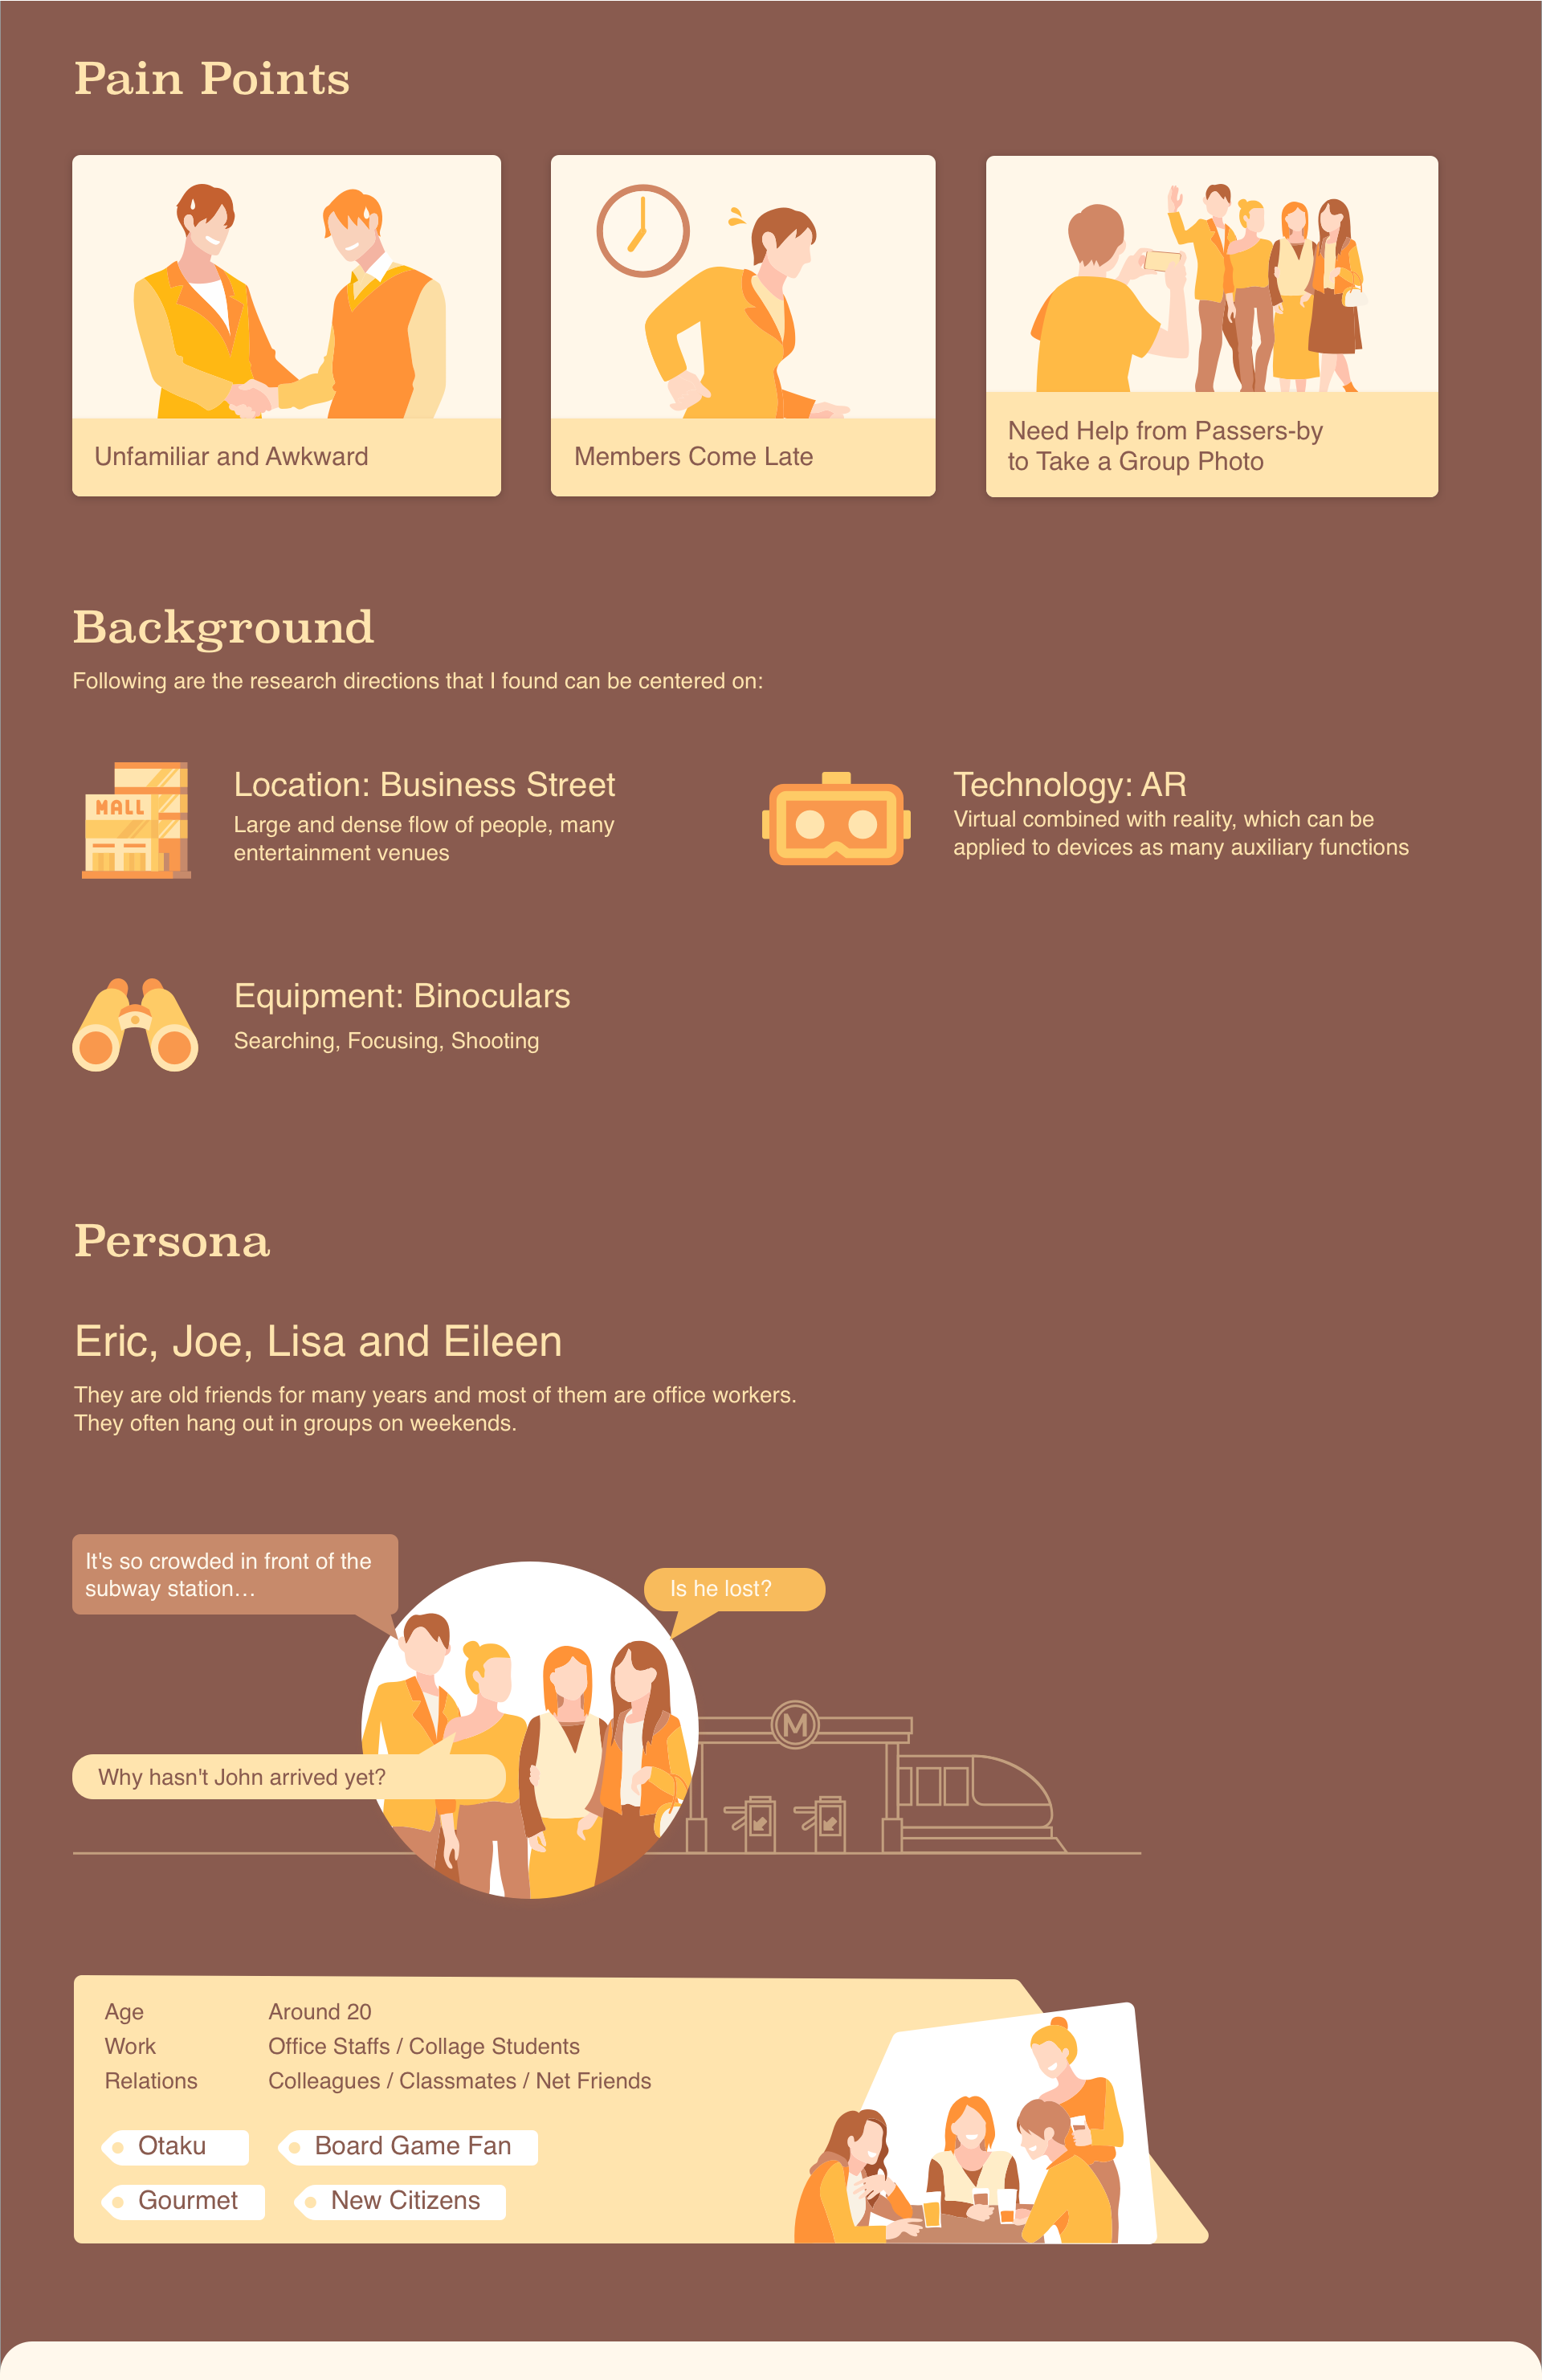 Pain Points
Unfamiliar and Awkward
Members Come Late
Need Help from Passers-by
to Take a Group Photo
Background
Following are the research directions that I found can be centered on:
MALL
Location: Business Street
Large and dense flow of people, many
entertainment venues
Technology: AR
Virtual combined with reality, which can be
applied to devices as many auxiliary functions
Equipment: Binoculars
Searching, Focusing, Shooting
Persona
Eric, Joe, Lisa and Eileen
They are old friends for many years and most of them are office workers.
They often hang out in groups on weekends.
It's so crowded in front of the
subway station…
Is he lost?
M
Why hasn't John arrived yet?
Age Around 20
Work Office Staffs / Collage Students
Relations Colleagues / Classmates / Net Friends
Otaku Board Game Fan
Gourmet New Citizens